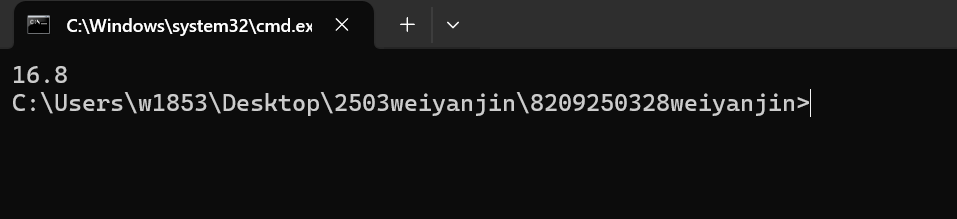 C:\Windows\system32\cmd.ex
16.8
C:\Users\w1853\Desktop\2503weiyanjin\8209250328weiyanjin>